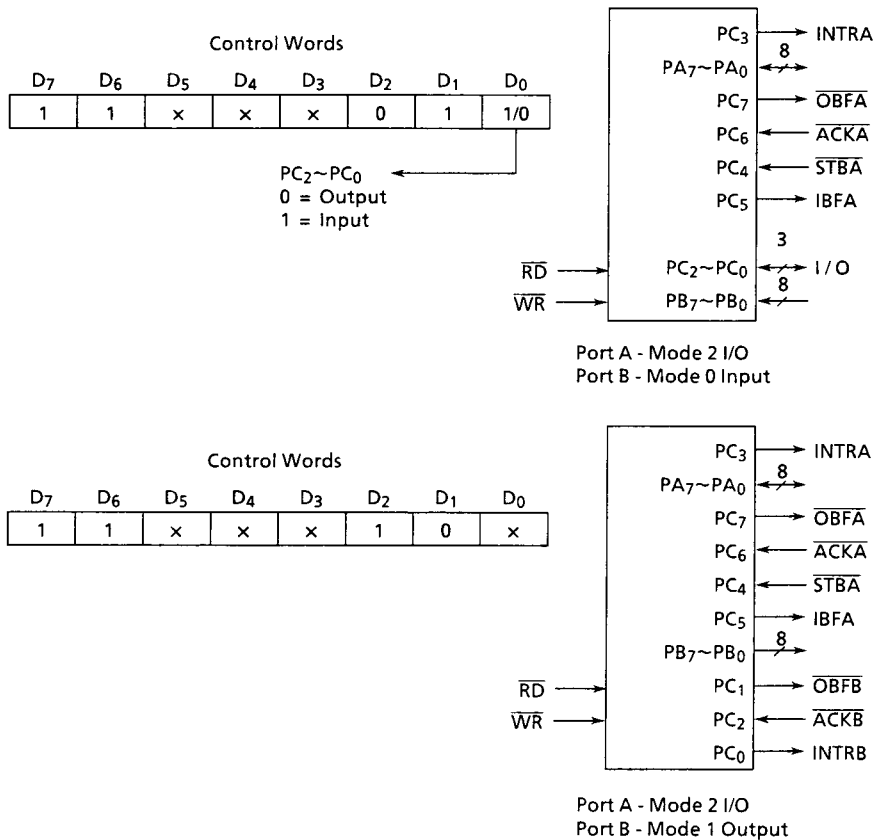 Control Words
D7 D6 D5 D4 D3 D2 D1 D0
1 1 × × × 0 1 1/0
PC2~PC0
0 = Output
1 = Input
PC3 INTRA
8
PA7~PA0
PC7 OBFA
PC6 ACKA
PC4 STBA
PC5 IBFA
3
RD PC2~PC0 I/O
8
WR PB7~PB0
Port A - Mode 2 I/O
Port B - Mode 0 Input
Control Words
D7 D6 D5 D4 D3 D2 D1 D0
1 1 × × × 1 0 ×
PC3 INTRA
8
PA7~PA0
PC7 OBFA
PC6 ACKA
PC4 STBA
PC5 IBFA
8
PB7~PB0
RD PC1 OBFB
WR PC2 ACKB
PC0 INTRB
Port A - Mode 2 I/O
Port B - Mode 1 Output